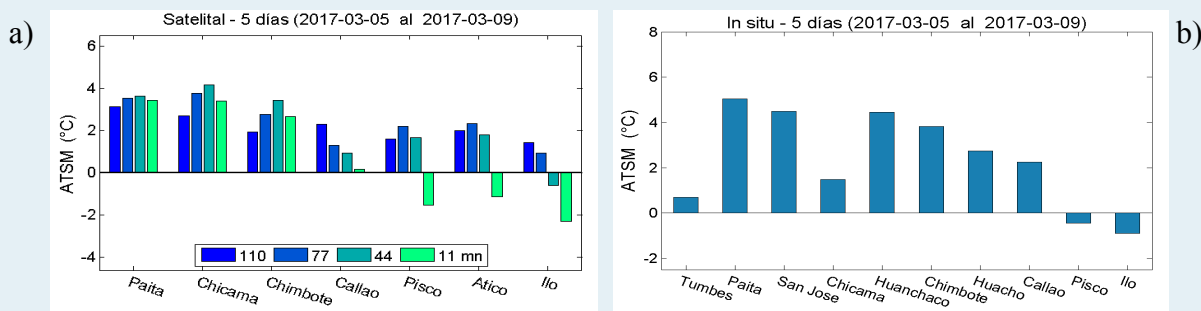 a)
Satelital - 5 días (2017-03-05 al 2017-03-09)
ATSM (°C)
6
4
2
0
-2
-4
110 77 44 11 mn
Paita Chicama Chimbote Callao Pisco Atico Ilo
b)
In situ - 5 días (2017-03-05 al 2017-03-09)
ATSM (°C)
8
6
4
2
0
-2
Tumbes Paita San Jose Chicama Huanchaco Chimbote Huacho Callao Pisco Ilo